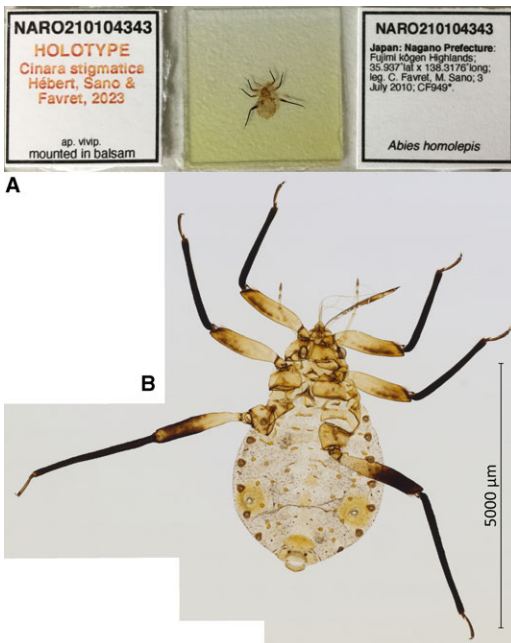 NARO210104343
HOLOTYPE
Cinara stigmatica
Hébert, Sano &
Favret, 2023
ap. vivip.
mounted in balsam
NARO210104343
Japan: Nagano Prefecture:
Fujimi kōgen Highlands;
35.937°lat x 138.3176°long;
leg. C. Favret, M. Sano; 3
July 2010; CF949*.
Abies homolepis
A
B
5000 µm